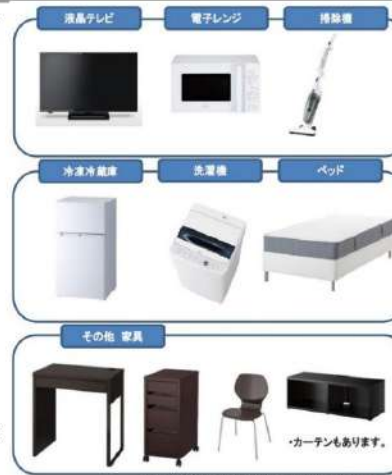 液晶テレビ 電子レンジ 掃除機
冷凍冷蔵庫 洗濯機 ベッド
その他 家具
・カーテンもあります。